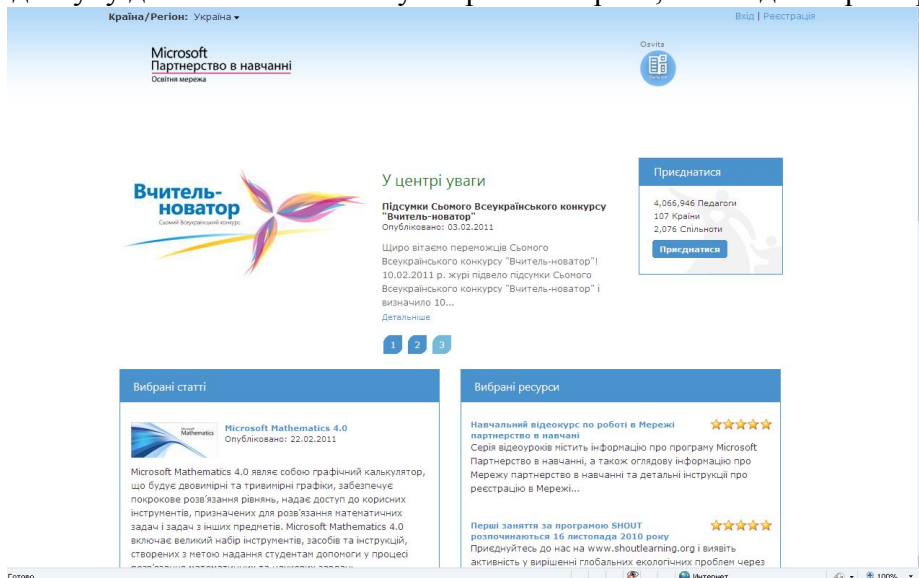 Країна/Регіон: Україна
Вхід | Реєстрація
Microsoft
Партнерство в навчанні
Освітня мережа
Osvita
Вчитель-
новатор
Сьомий Всеукраїнський конкурс
У центрі уваги
Підсумки Сьомого Всеукраїнського конкурсу
"Вчитель-новатор"
Опубліковано: 03.02.2011
Щиро вітаємо переможців Сьомого
Всеукраїнського конкурсу "Вчитель-новатор"!
10.02.2011 р. журі підвело підсумки Сьомого
Всеукраїнського конкурсу "Вчитель-новатор" і
визначило 10...
Детальніше
1 2 3
Приєднатися
4,066,946 Педагоги
107 Країни
2,076 Спільноти
Приєднатися
Вибрані статті
Microsoft
Mathematics
Microsoft Mathematics 4.0
Опубліковано: 22.02.2011
Microsoft Mathematics 4.0 являє собою графічний калькулятор,
що будує двовимірні та тривимірні графіки, забезпечує
покрокове розв'язання рівнянь, надає доступ до корисних
інструментів, призначених для розв'язання математичних
задач і задач з інших предметів. Microsoft Mathematics 4.0
включає великий набір інструментів, засобів та інструкцій,
створених з метою надання студентам допомоги у процесі
Вибрані ресурси
Навчальний відеокурс по роботі в Мережі
партнерство в навчані
Серія відеоуроків містить інформацію про програму Microsoft
Партнерство в навчанні, а також оглядову інформацію про
Мережу партнерство в навчанні та детальні інструкції про
реєстрацію в Мережі...
Перші заняття за програмою SHOUT
розпочинаються 16 листопада 2010 року
Приєднуйтесь до нас на www.shoutlearning.org і виявіть
активність у вирішенні глобальних екологічних проблем через
Готово
Интернет
100%